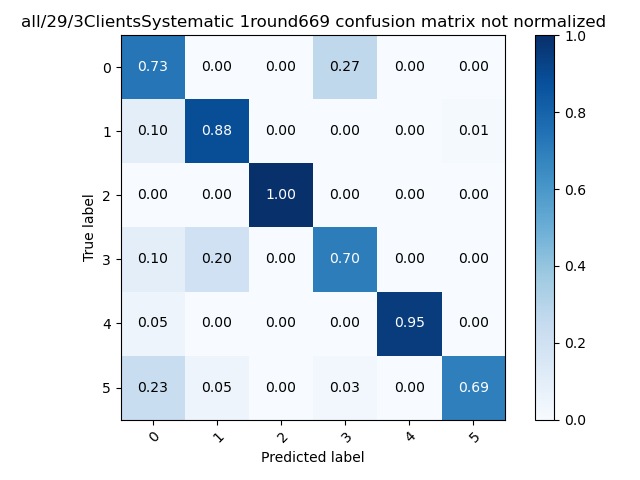 all/29/3ClientsSystematic 1round669 confusion matrix not normalized
0 0.73 0.00 0.00 0.27 0.00 0.00
1 0.10 0.88 0.00 0.00 0.00 0.01
2 0.00 0.00 1.00 0.00 0.00 0.00
3 0.10 0.20 0.00 0.70 0.00 0.00
4 0.05 0.00 0.00 0.00 0.95 0.00
5 0.23 0.05 0.00 0.03 0.00 0.69
0 1 2 3 4 5
True label
Predicted label
1.0
0.8
0.6
0.4
0.2
0.0